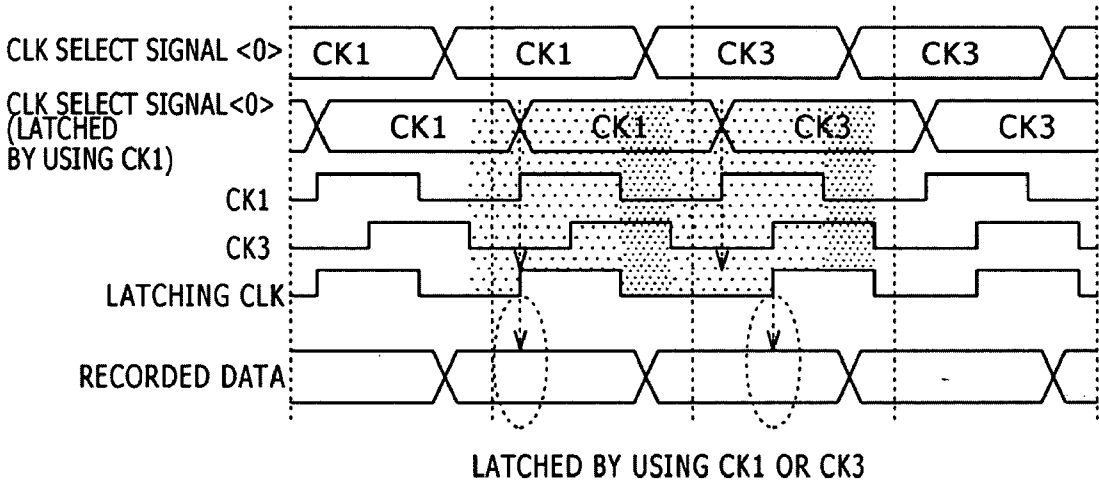 CLK SELECT SIGNAL <0> CK1 CK1 CK3 CK3
CLK SELECT SIGNAL<0>
(LATCHED CK1 CK1 CK3 CK3
BY USING CK1)
CK1
CK3
LATCHING CLK
RECORDED DATA
LATCHED BY USING CK1 OR CK3